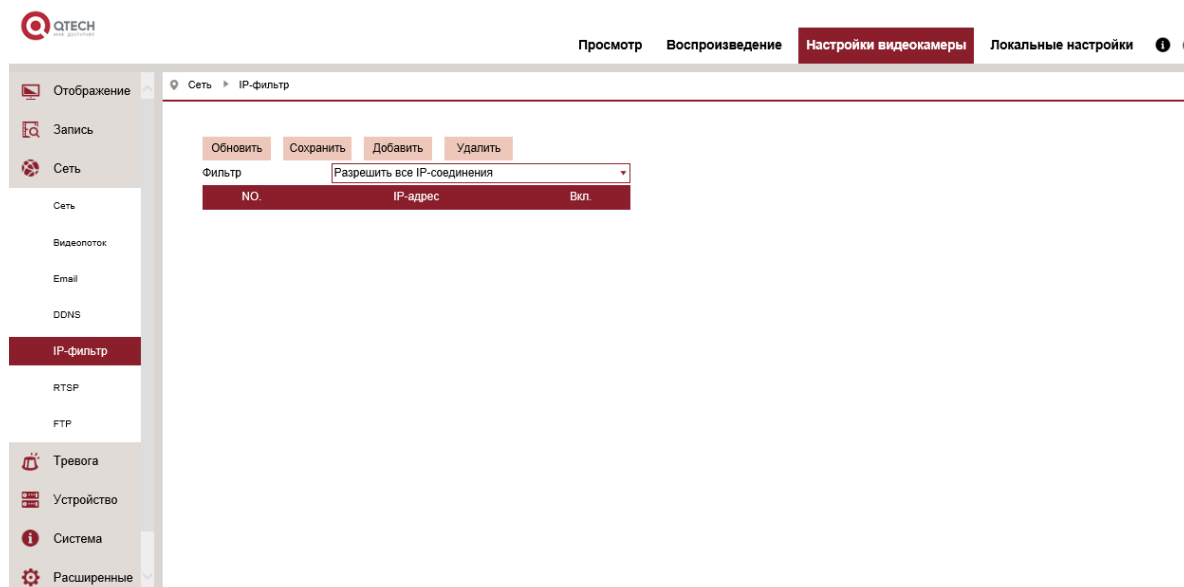 QTECH
Просмотр Воспроизведение Настройки видеокамеры Локальные настройки
Сеть IP-фильтр
Отображение
Запись
Сеть
Сеть
Видеопоток
Email
DDNS
IP-фильтр
RTSP
FTP
Тревога
Устройство
Система
Расширенные
Обновить Сохранить Добавить Удалить
Фильтр Разрешить все IP-соединения
NO. IP-адрес Вкл.